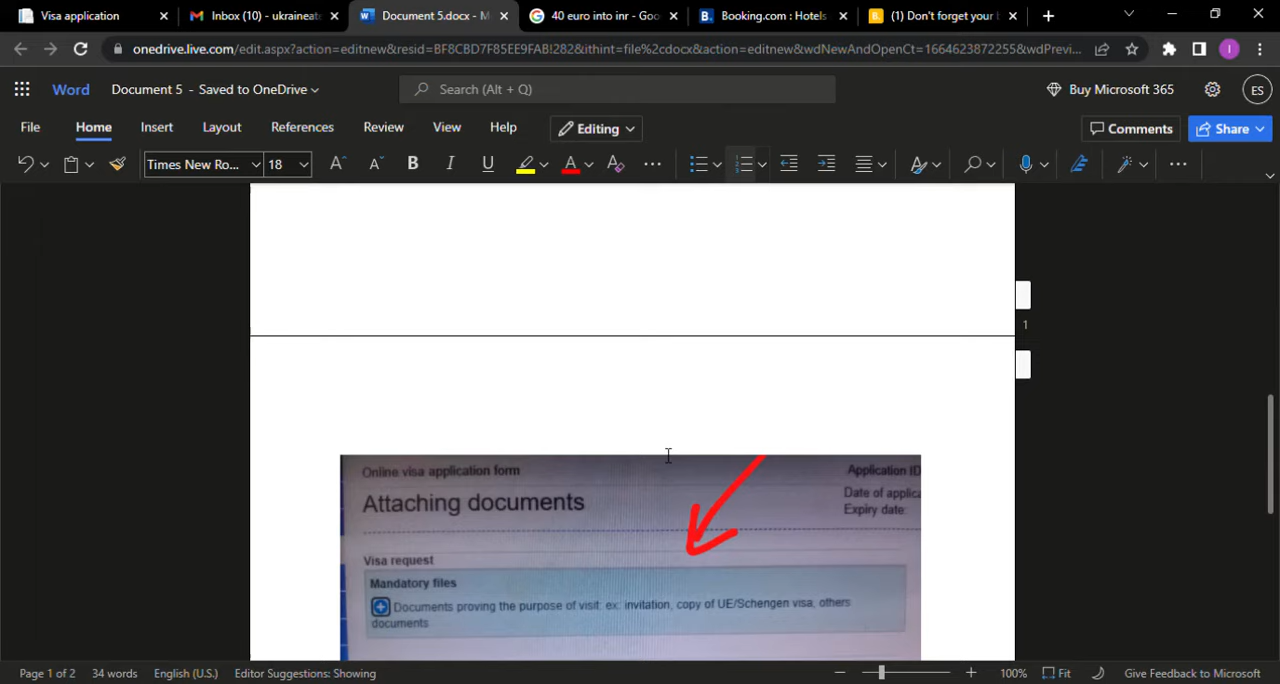 Visa application
Inbox (10) - ukraineat
Document 5.docx - M
40 euro into inr - Goo
Booking.com : Hotels
(1) Don't forget your b
onedrive.live.com/edit.aspx?action=editnew&resid=BF8CBD7F85EE9FAB!282&ithint=file%2cdocx&action=editnew&wdNewAndOpenCt=1664623872255&wdPrevi...
I
Word
Document 5 - Saved to OneDrive
Search (Alt + Q)
Buy Microsoft 365
ES
File
Home
Insert
Layout
References
Review
View
Help
Editing
Comments
Share
Times New Ro...
18
B
I
U
1
Online visa application form
Application ID
Attaching documents
Date of applica
Expiry date:
Visa request
Mandatory files
Documents proving the purpose of visit: ex: invitation, copy of UE/Schengen visa, others
documents
Page 1 of 2
34 words
English (U.S.)
Editor Suggestions: Showing
100%
Fit
Give Feedback to Microsoft